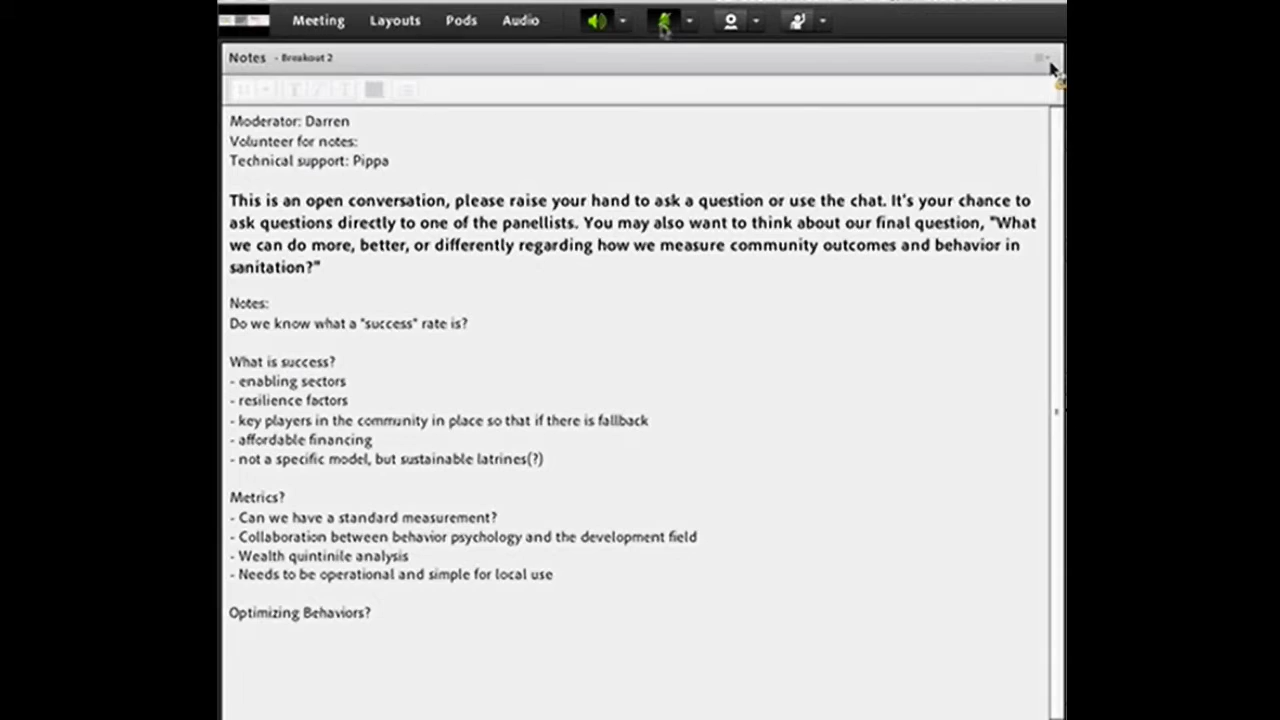 Meeting Layouts Pods Audio
Notes - Breakout 2
Moderator: Darren
Volunteer for notes:
Technical support: Pippa
This is an open conversation, please raise your hand to ask a question or use the chat. It's your chance to
ask questions directly to one of the panellists. You may also want to think about our final question, "What
we can do more, better, or differently regarding how we measure community outcomes and behavior in
sanitation?"
Notes:
Do we know what a "success" rate is?
What is success?
- enabling sectors
- resilience factors
- key players in the community in place so that if there is fallback
- affordable financing
- not a specific model, but sustainable latrines(?)
Metrics?
- Can we have a standard measurement?
- Collaboration between behavior psychology and the development field
- Wealth quintinile analysis
- Needs to be operational and simple for local use
Optimizing Behaviors?